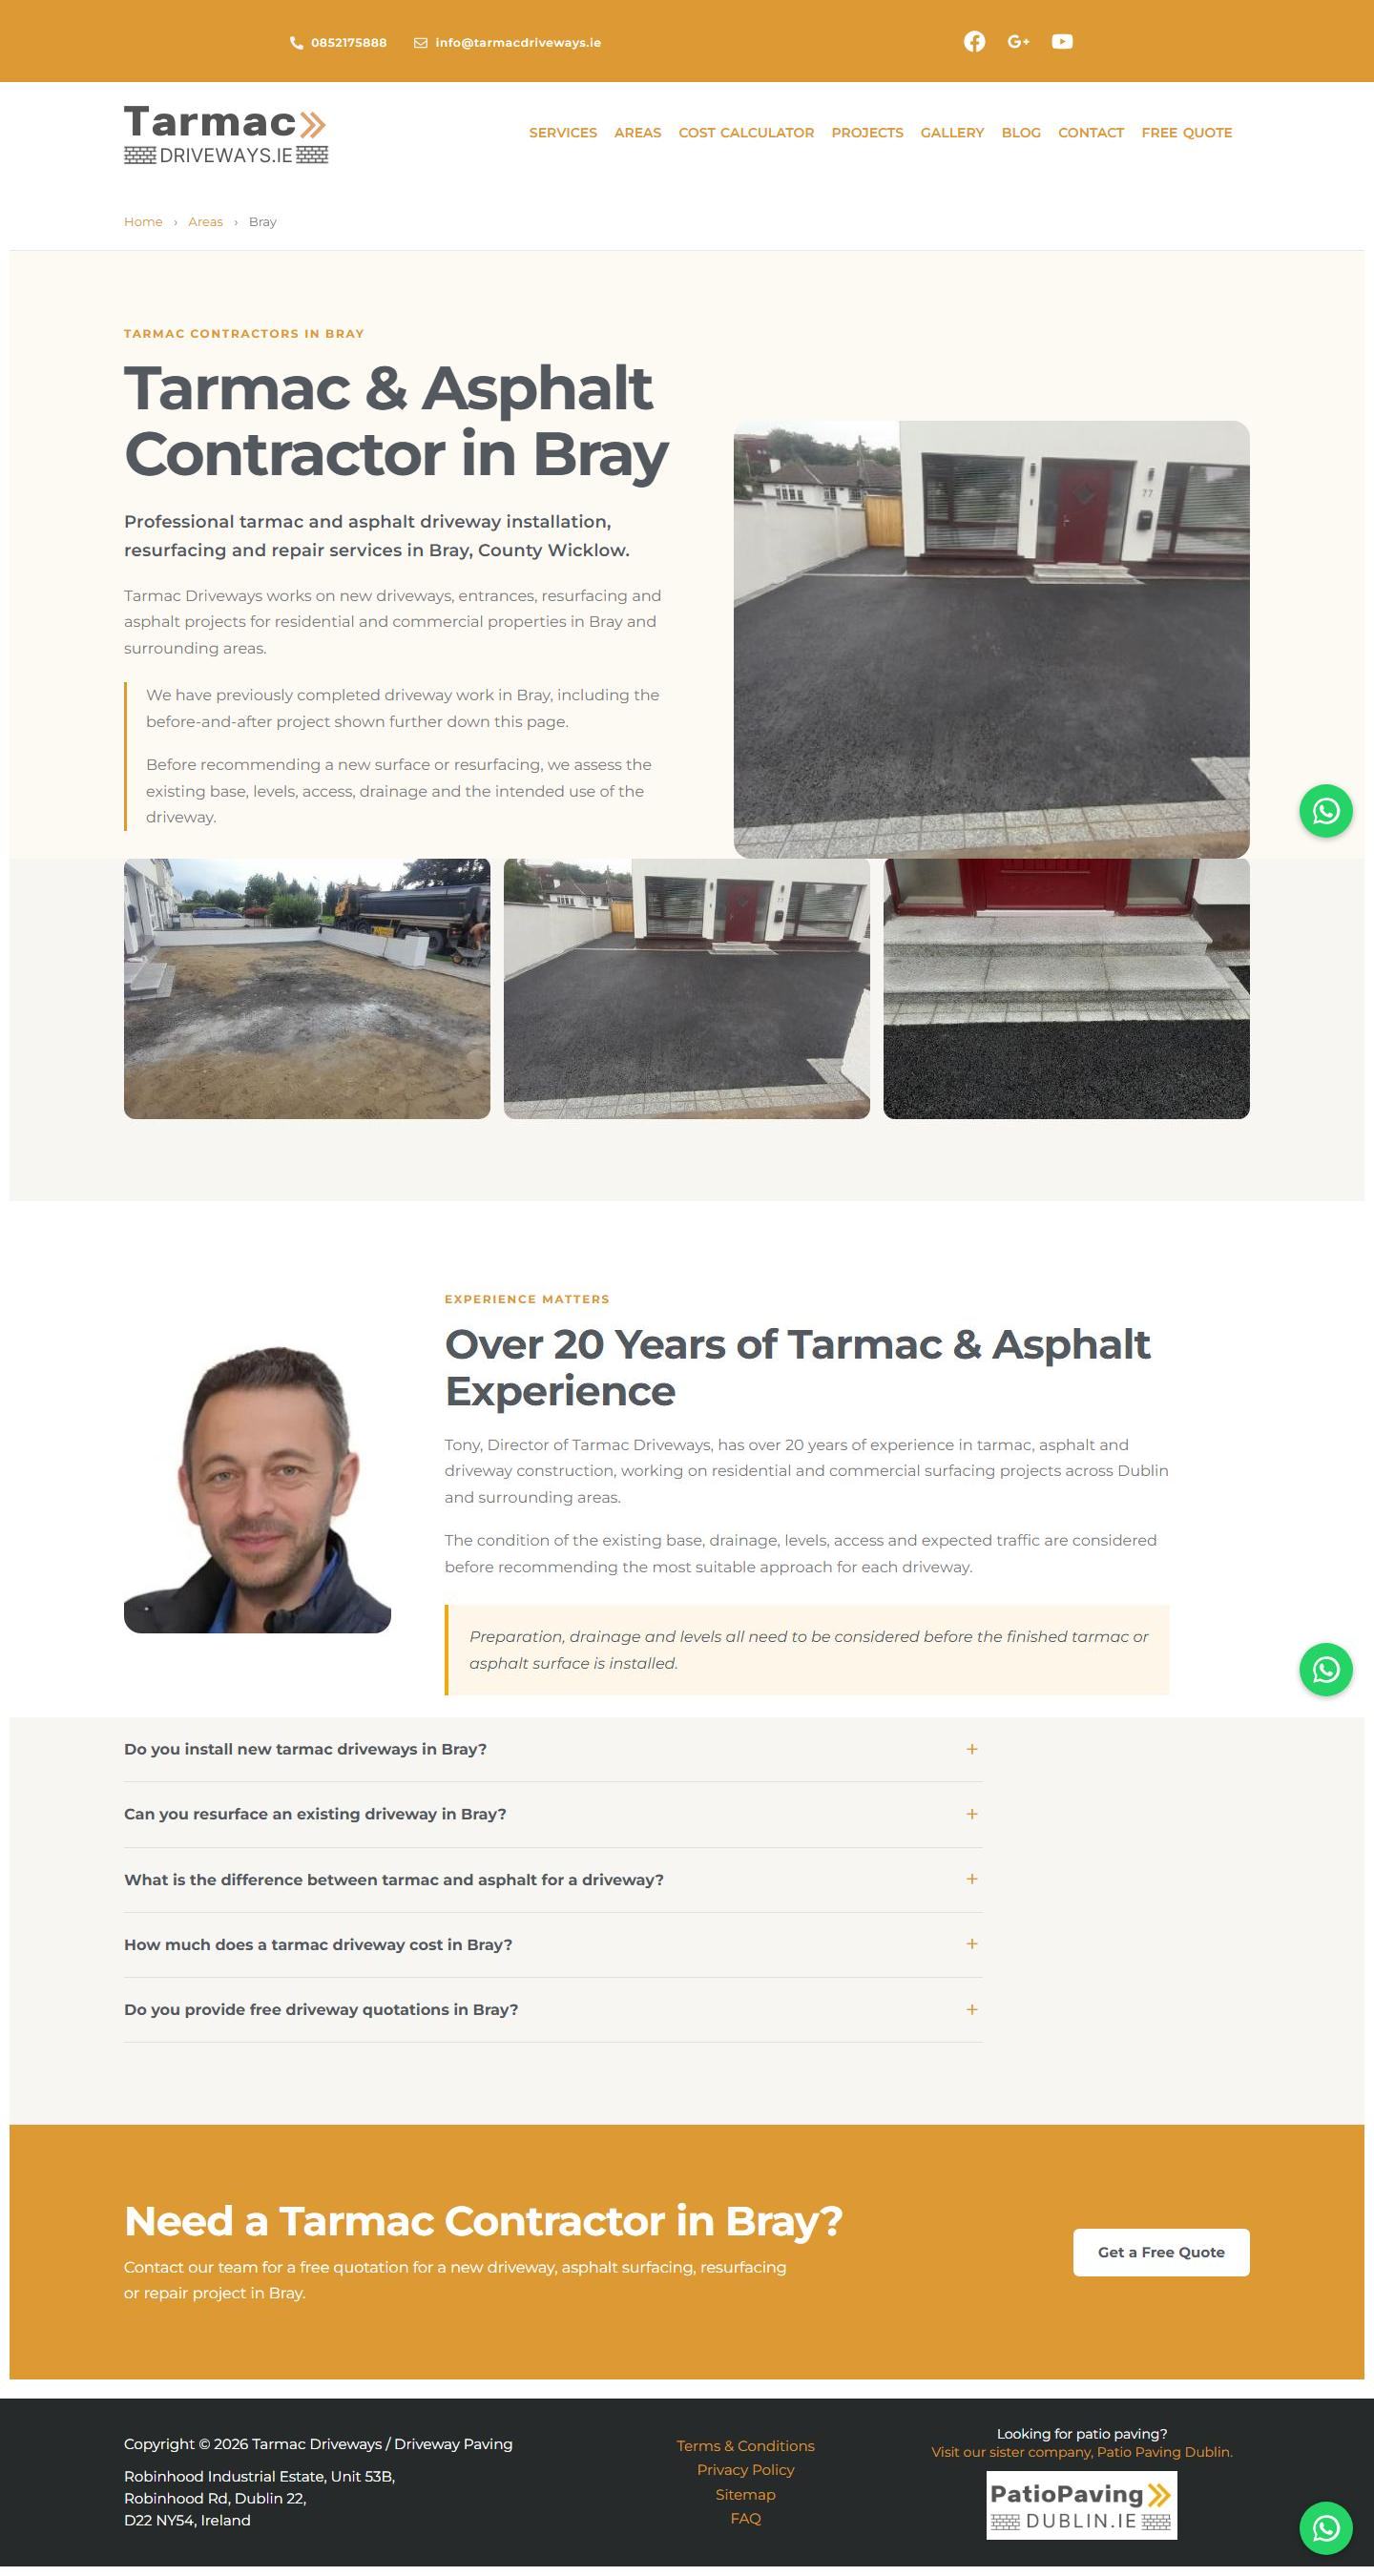 0852175888
info@tarmacdriveways.ie
Tarmac
DRIVEWAYS.IE
SERVICES AREAS COST CALCULATOR PROJECTS GALLERY BLOG CONTACT FREE QUOTE
Home › Areas › Bray
TARMAC CONTRACTORS IN BRAY
Tarmac & Asphalt
Contractor in Bray
Professional tarmac and asphalt driveway installation,
resurfacing and repair services in Bray, County Wicklow.
Tarmac Driveways works on new driveways, entrances, resurfacing and
asphalt projects for residential and commercial properties in Bray and
surrounding areas.
We have previously completed driveway work in Bray, including the
before-and-after project shown further down this page.
Before recommending a new surface or resurfacing, we assess the
existing base, levels, access, drainage and the intended use of the
driveway.
77
EXPERIENCE MATTERS
Over 20 Years of Tarmac & Asphalt
Experience
Tony, Director of Tarmac Driveways, has over 20 years of experience in tarmac, asphalt and
driveway construction, working on residential and commercial surfacing projects across Dublin
and surrounding areas.
The condition of the existing base, drainage, levels, access and expected traffic are considered
before recommending the most suitable approach for each driveway.
Preparation, drainage and levels all need to be considered before the finished tarmac or
asphalt surface is installed.
Do you install new tarmac driveways in Bray? +
Can you resurface an existing driveway in Bray? +
What is the difference between tarmac and asphalt for a driveway? +
How much does a tarmac driveway cost in Bray? +
Do you provide free driveway quotations in Bray? +
Need a Tarmac Contractor in Bray?
Contact our team for a free quotation for a new driveway, asphalt surfacing, resurfacing
or repair project in Bray.
Get a Free Quote
Copyright © 2026 Tarmac Driveways / Driveway Paving
Robinhood Industrial Estate, Unit 53B,
Robinhood Rd, Dublin 22,
D22 NY54, Ireland
Terms & Conditions
Privacy Policy
Sitemap
FAQ
Looking for patio paving?
Visit our sister company, Patio Paving Dublin.
PatioPaving
DUBLIN.IE